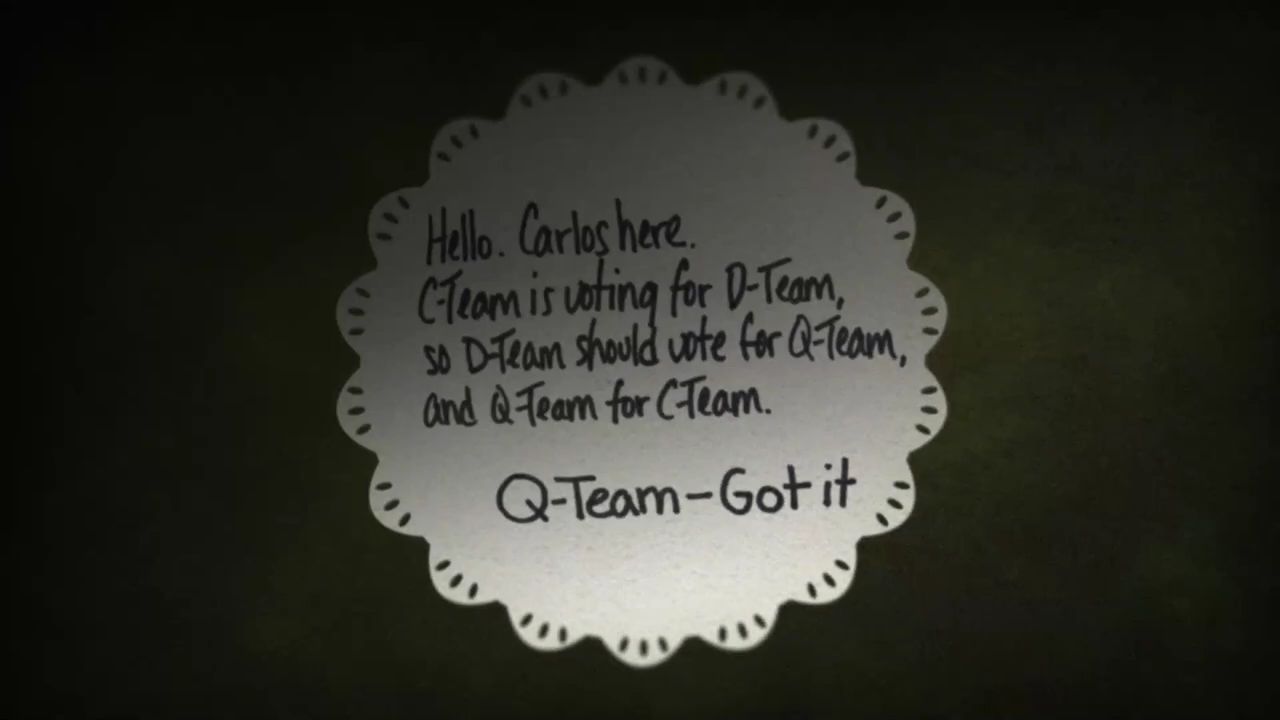 Hello. Carlos here.
C-Team is voting for D-Team,
so D-Team should vote for Q-Team,
and Q-Team for C-Team.
Q-Team-Got it